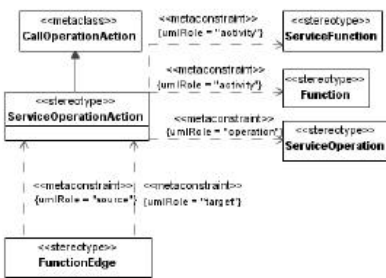 <<metaclass>>
CallOperationAction
<<metaconstraint>>
{umlRole = "activity"}
<<stereotype>>
ServiceFunction
<<stereotype>>
ServiceOperationAction
<<metaconstraint>>
{umlRole = "activity"}
<<stereotype>>
Function
<<metaconstraint>>
{umlRole = "operation"}
<<stereotype>>
ServiceOperation
<<metaconstraint>> <<metaconstraint>>
{umlRole = "source"} {umlRole = "target"}
<<stereotype>>
FunctionEdge